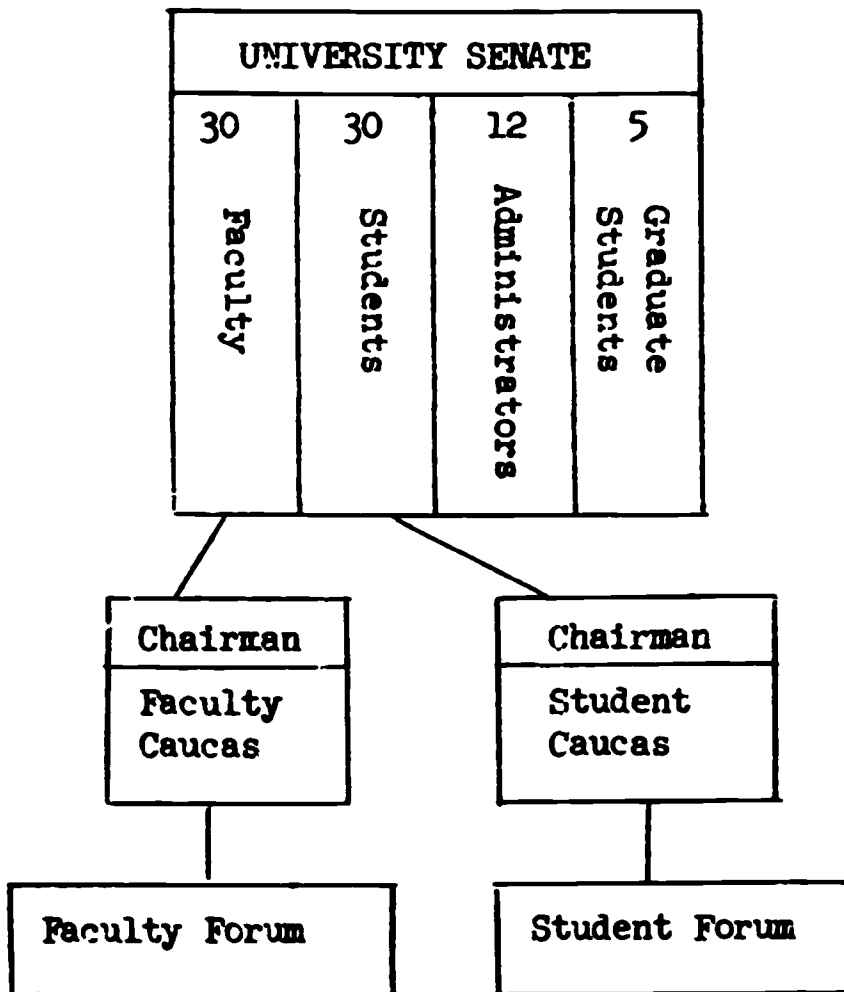 UNIVERSITY SENATE
30
30
12
5
Faculty
Students
Administrators
Graduate
Students
Chairman
Faculty
Caucas
Chairman
Student
Caucas
Faculty Forum
Student Forum